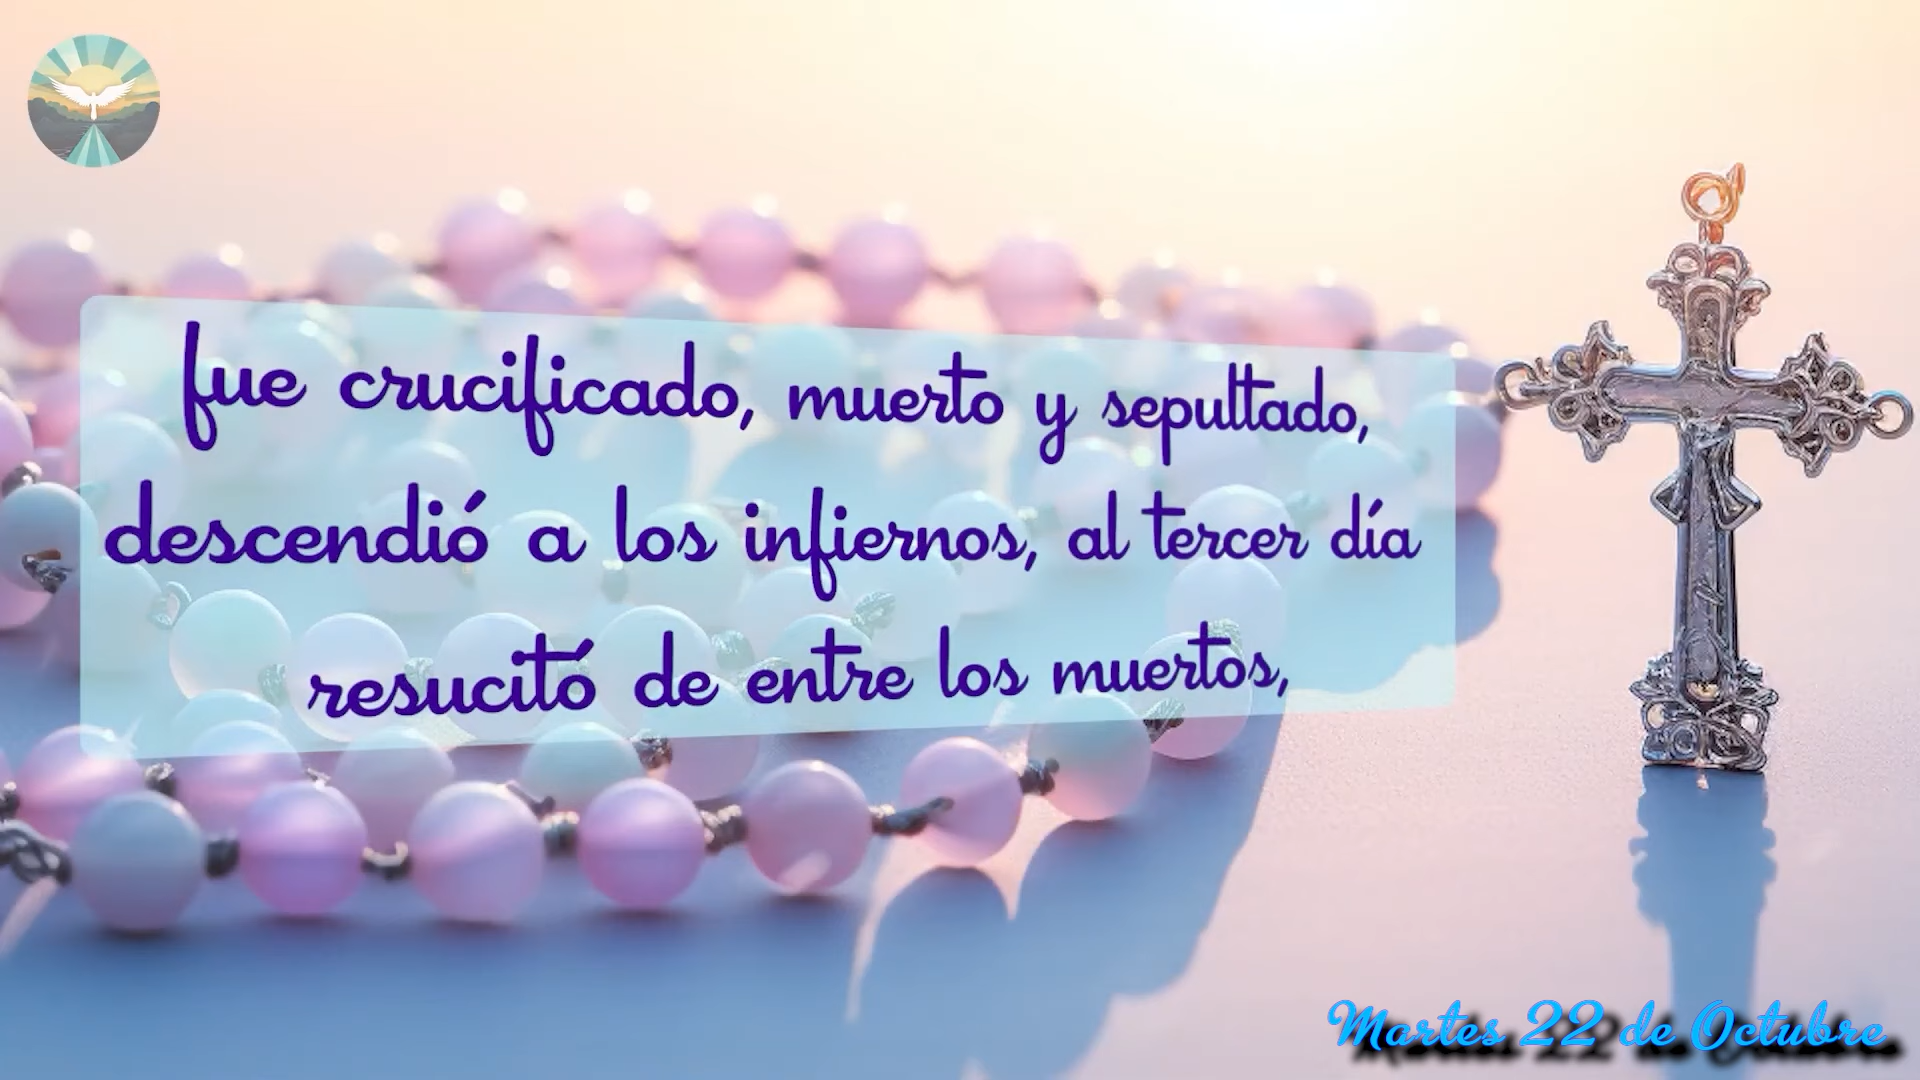 fue crucificado, muerto y sepultado,
descendió a los infiernos, al tercer día
resucitó de entre los muertos,
Martes 22 de Octubre